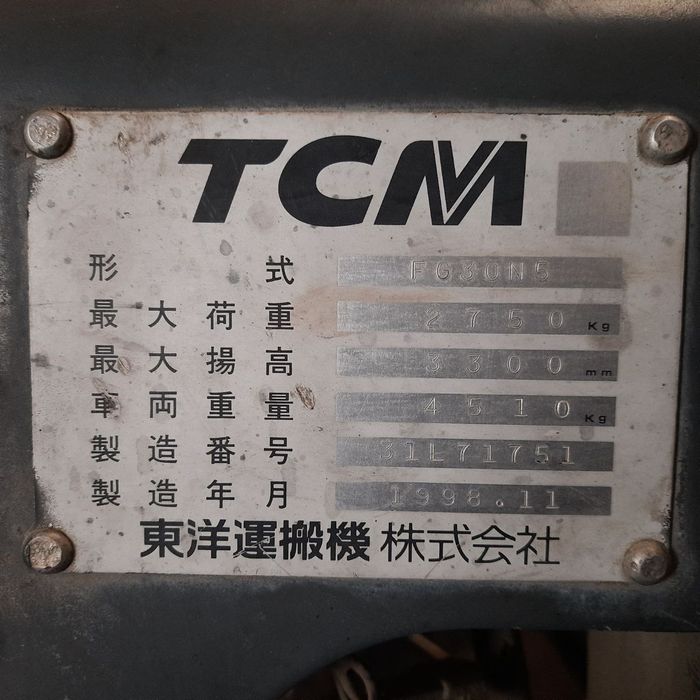 TCM
形式 FG30N5
最大荷重 2750 Kg
最大揚高 3300 mm
車両重量 4510 Kg
製造番号 31L71751
製造年月 1998.11
東洋運搬機株式会社